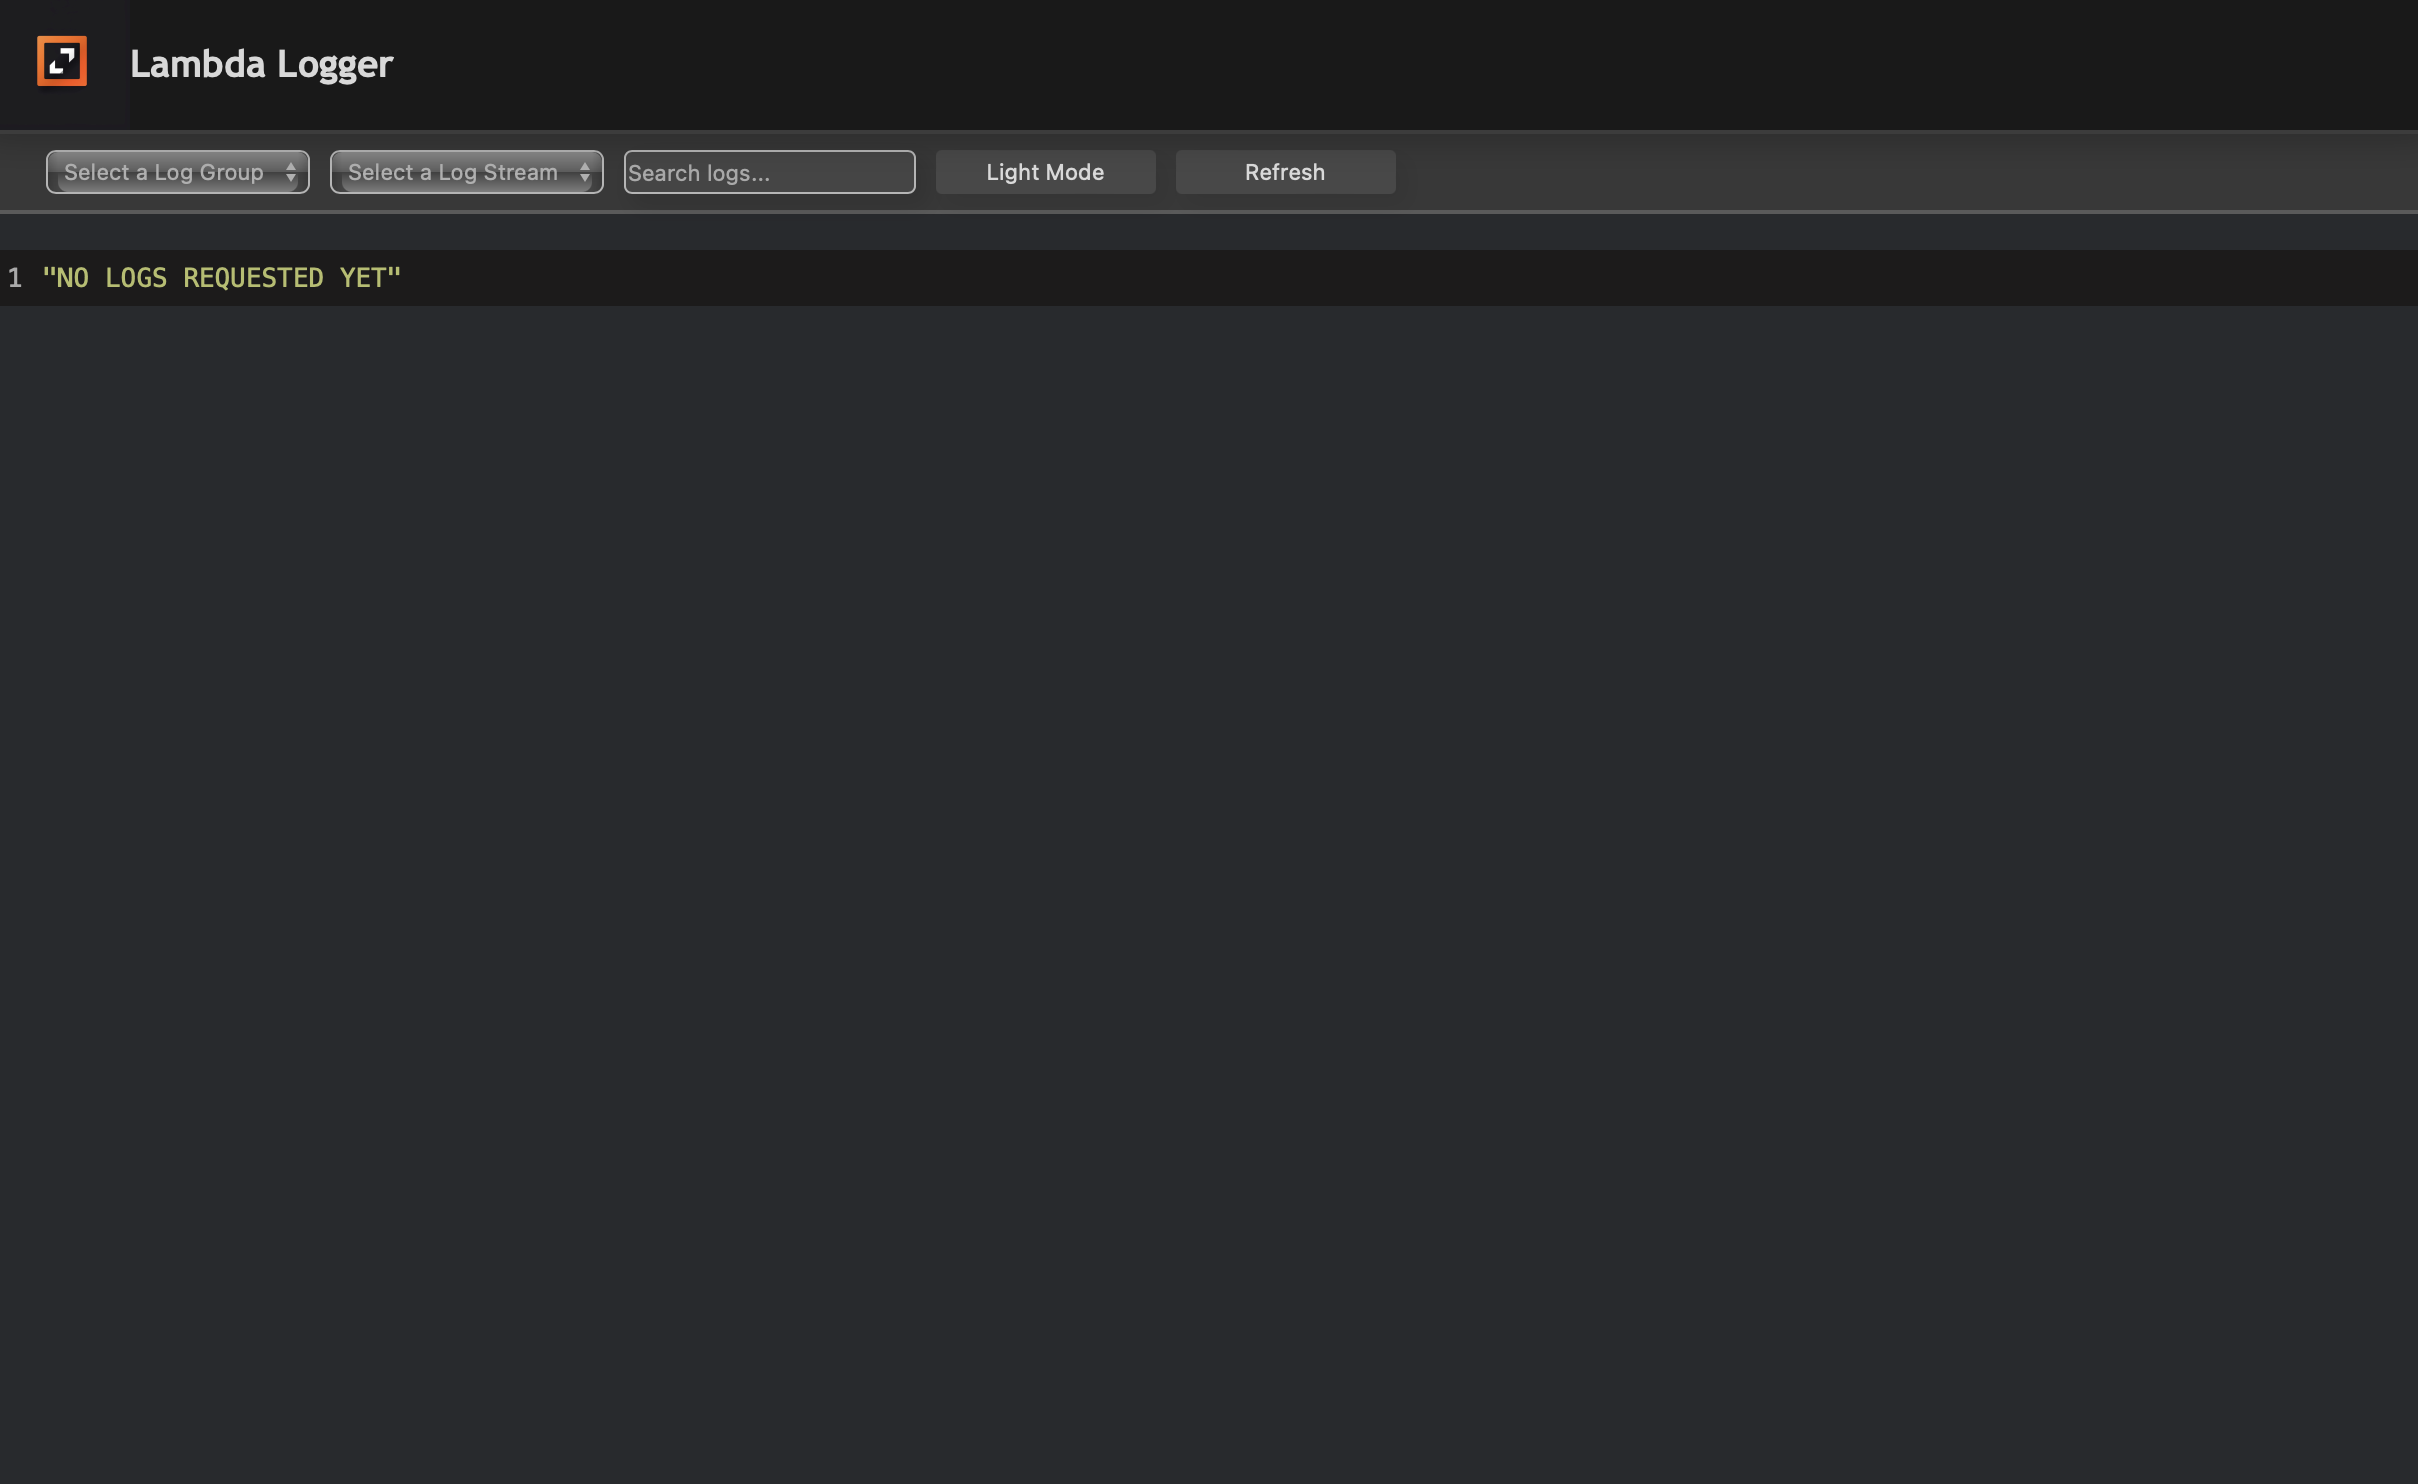 Lambda Logger
Select a Log Group
Select a Log Stream
Search logs...
Light Mode
Refresh
1 "NO LOGS REQUESTED YET"